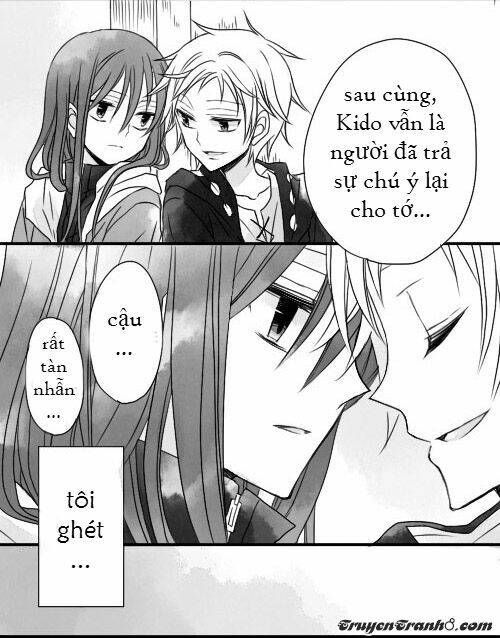 sau cùng,
Kido vẫn là
người đã trả
sự chú ý lại
cho tớ...
cậu
...
rất
tàn
nhẫn
...
tôi
ghét
...
TruyenTranh8.com